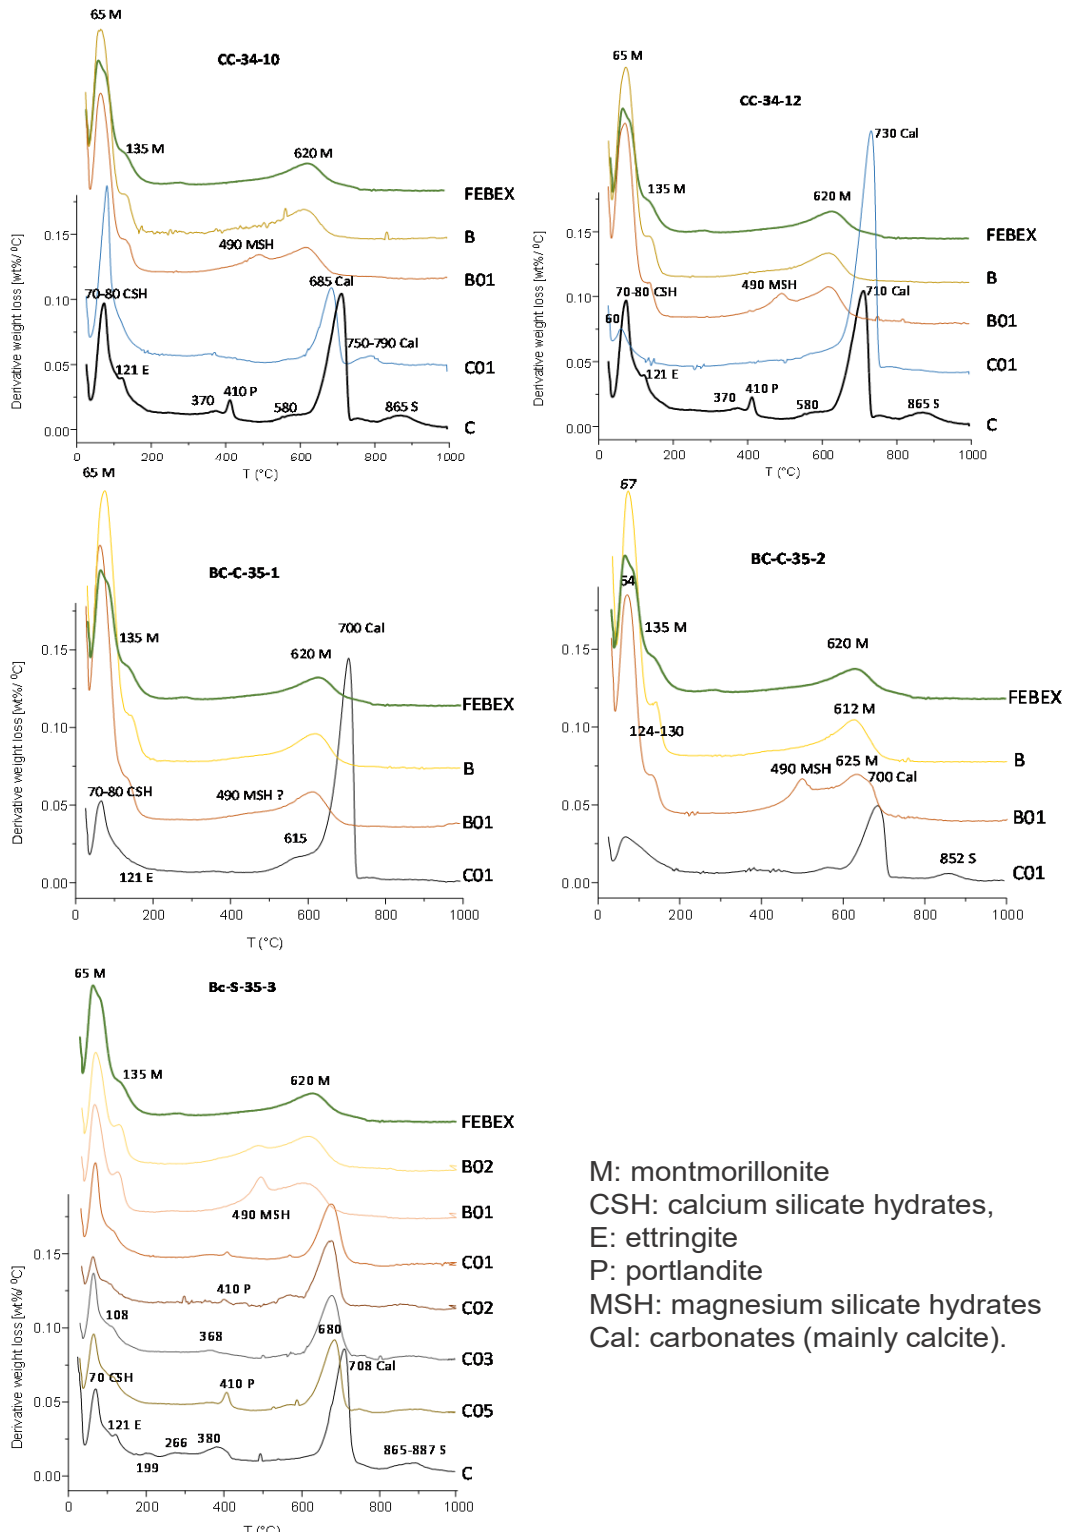 65 M
CC-34-10
135 M
620 M
FEBEX
B
490 MSH
B01
70-80 CSH
685 Cal
750-790 Cal
C01
121 E
370
410 P
580
865 S
C
Derivative weight loss [wt%/ ⁰C]
0.15
0.10
0.05
0.00
0 200 400 600 800 1000
T (°C)
65 M
CC-34-12
730 Cal
135 M
620 M
FEBEX
B
490 MSH
70-80 CSH
710 Cal
B01
60
C01
121 E
370
410 P
580
865 S
C
Derivative weight loss [wt%/ ⁰C]
0.15
0.10
0.05
0.00
0 200 400 600 800 1000
T (°C)
65 M
BC-C-35-1
135 M
700 Cal
620 M
FEBEX
B
70-80 CSH
490 MSH ?
B01
615
121 E
C01
Derivative weight loss [wt%/ ⁰C]
0.15
0.10
0.05
0.00
0 200 400 600 800 1000
T (°C)
67
BC-C-35-2
64
135 M
620 M
FEBEX
612 M
124-130
B
490 MSH
625 M
700 Cal
B01
852 S
C01
Derivative weight loss [wt%/ ⁰C]
0.15
0.10
0.05
0.00
0 200 400 600 800 1000
65 M
Bc-S-35-3
135 M
620 M
FEBEX
B02
490 MSH
B01
C01
410 P
C02
108
368
680
C03
708 Cal
70 CSH
410 P
C05
121 E
199
266
380
865-887 S
C
Derivative weight loss [wt%/ ⁰C]
0.15
0.10
0.05
0.00
0 200 400 600 800 1000
T (°C)
M: montmorillonite
CSH: calcium silicate hydrates,
E: ettringite
P: portlandite
MSH: magnesium silicate hydrates
Cal: carbonates (mainly calcite).